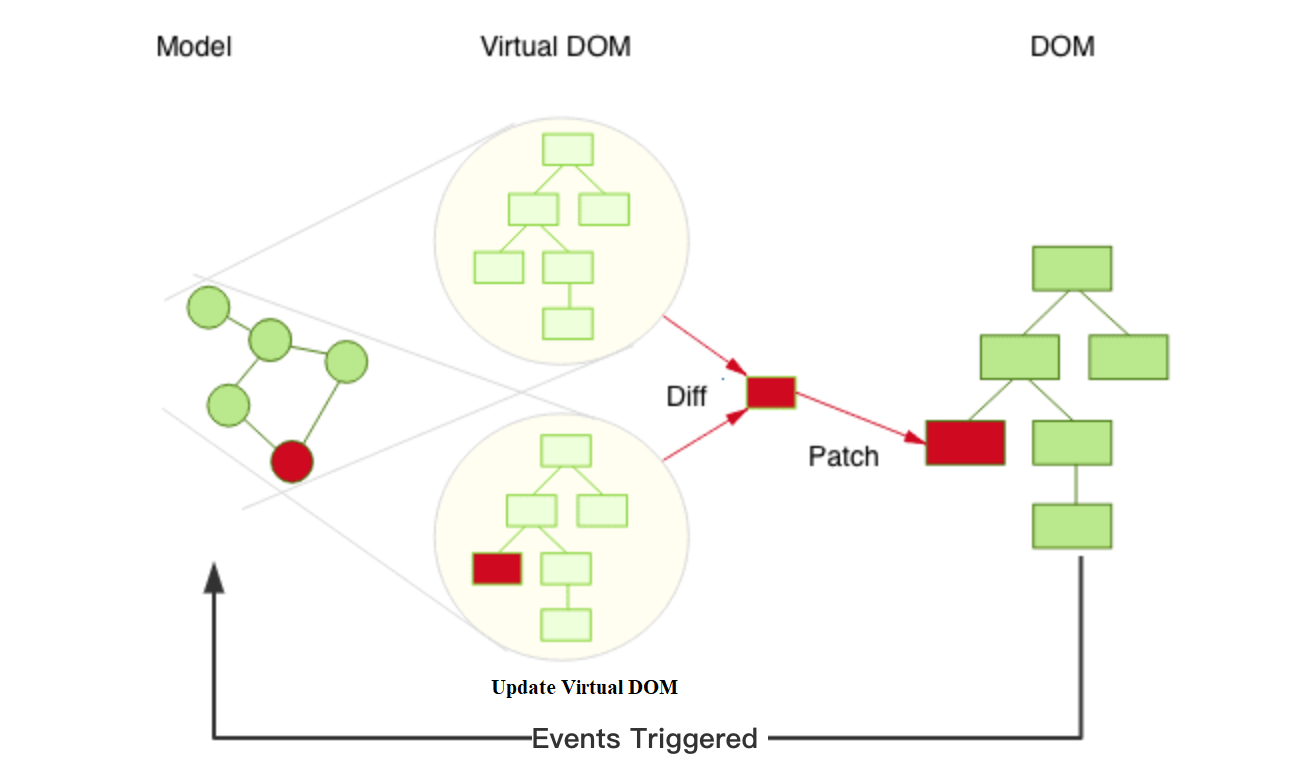 Model
Virtual DOM
DOM
Diff
Patch
Update Virtual DOM
Events Triggered